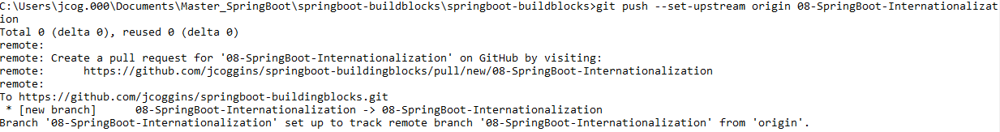 C:\Users\jcog.000\Documents\Master_SpringBoot\springboot-buildblocks\springboot-buildblocks>git push --set-upstream origin 08-SpringBoot-Internationalizat
ion
Total 0 (delta 0), reused 0 (delta 0)
remote:
remote: Create a pull request for '08-SpringBoot-Internationalization' on GitHub by visiting:
remote:      https://github.com/jcoggins/springboot-buildingblocks/pull/new/08-SpringBoot-Internationalization
remote:
To https://github.com/jcoggins/springboot-buildingblocks.git
 * [new branch]      08-SpringBoot-Internationalization -> 08-SpringBoot-Internationalization
Branch '08-SpringBoot-Internationalization' set up to track remote branch '08-SpringBoot-Internationalization' from 'origin'.